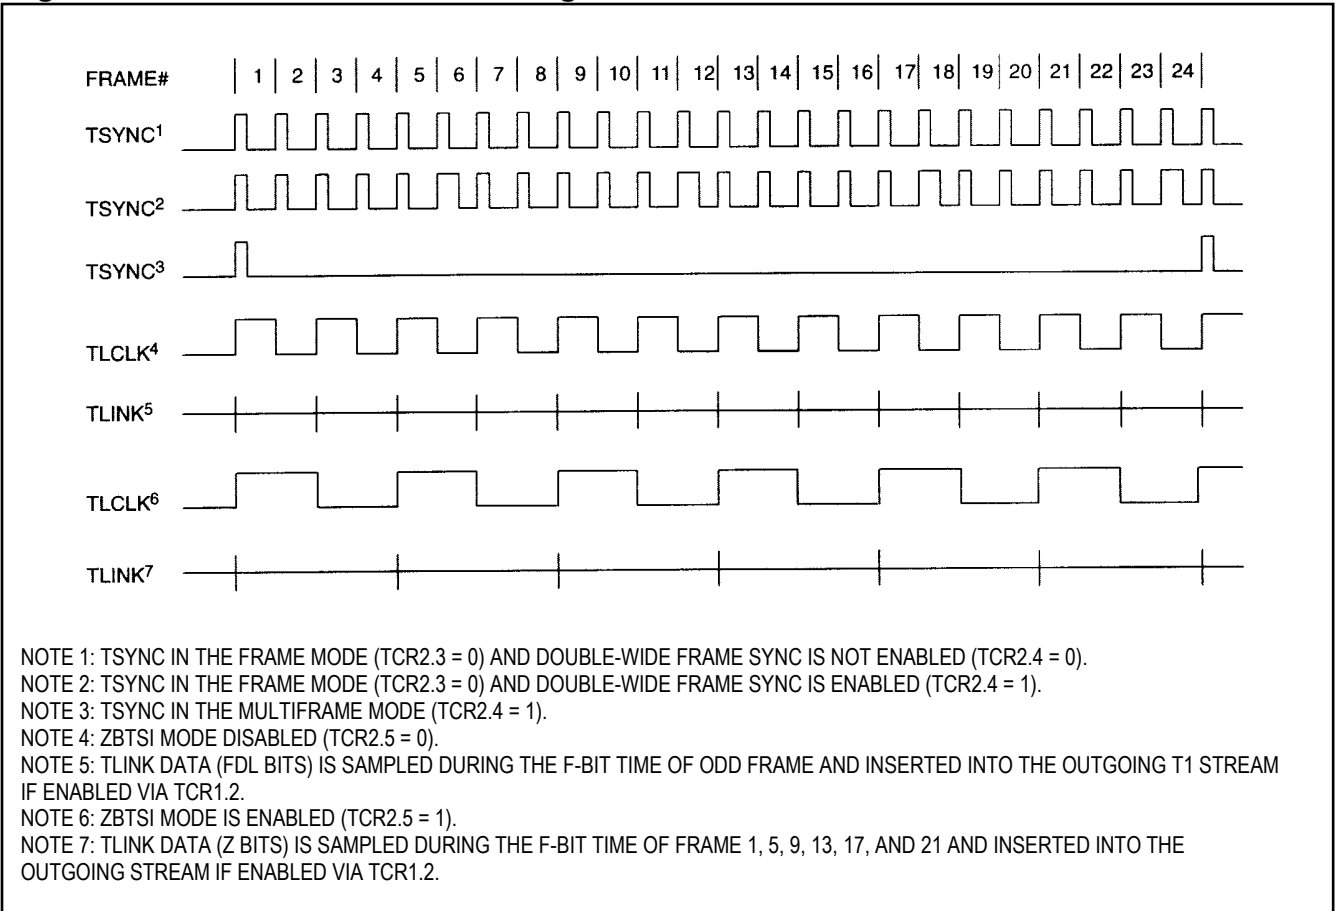 FRAME# 1 2 3 4 5 6 7 8 9 10 11 12 13 14 15 16 17 18 19 20 21 22 23 24
TSYNC1
TSYNC2
TSYNC3
TLCLK4
TLINK5
TLCLK6
TLINK7
NOTE 1: TSYNC IN THE FRAME MODE (TCR2.3 = 0) AND DOUBLE-WIDE FRAME SYNC IS NOT ENABLED (TCR2.4 = 0).
NOTE 2: TSYNC IN THE FRAME MODE (TCR2.3 = 0) AND DOUBLE-WIDE FRAME SYNC IS ENABLED (TCR2.4 = 1).
NOTE 3: TSYNC IN THE MULTIFRAME MODE (TCR2.4 = 1).
NOTE 4: ZBTSI MODE DISABLED (TCR2.5 = 0).
NOTE 5: TLINK DATA (FDL BITS) IS SAMPLED DURING THE F-BIT TIME OF ODD FRAME AND INSERTED INTO THE OUTGOING T1 STREAM
IF ENABLED VIA TCR1.2.
NOTE 6: ZBTSI MODE IS ENABLED (TCR2.5 = 1).
NOTE 7: TLINK DATA (Z BITS) IS SAMPLED DURING THE F-BIT TIME OF FRAME 1, 5, 9, 13, 17, AND 21 AND INSERTED INTO THE
OUTGOING STREAM IF ENABLED VIA TCR1.2.